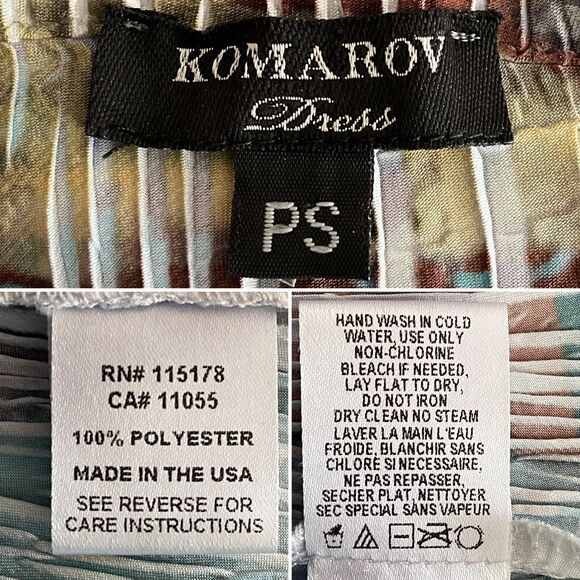 KOMAROV
Dress
PS
RN# 115178
CA# 11055
100% POLYESTER
MADE IN THE USA
SEE REVERSE FOR
CARE INSTRUCTIONS
HAND WASH IN COLD
WATER, USE ONLY
NON-CHLORINE
BLEACH IF NEEDED,
LAY FLAT TO DRY,
DO NOT IRON
DRY CLEAN NO STEAM
LAVER LA MAIN L'EAU
FROIDE, BLANCHIR SANS
CHLORE SI NECESSAIRE,
NE PAS REPASSER,
SECHER PLAT, NETTOYER
SEC SPECIAL SANS VAPEUR